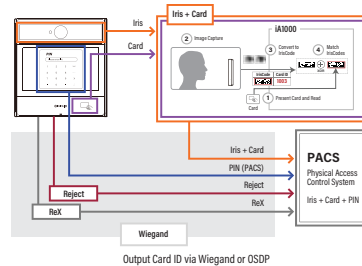 Iris
Card
Iris + Card
iA1000
2 Image Capture
3 Convert to
IrisCode
4 Match
IrisCodes
IrisCode
Card ID
1003
XOR
Card
1 Present Card and Read
PIN
Iris + Card
PIN (PACS)
Reject
ReX
Reject
ReX
Wiegand
PACS
Physical Access
Control System
Iris + Card + PIN
Output Card ID via Wiegand or OSDP